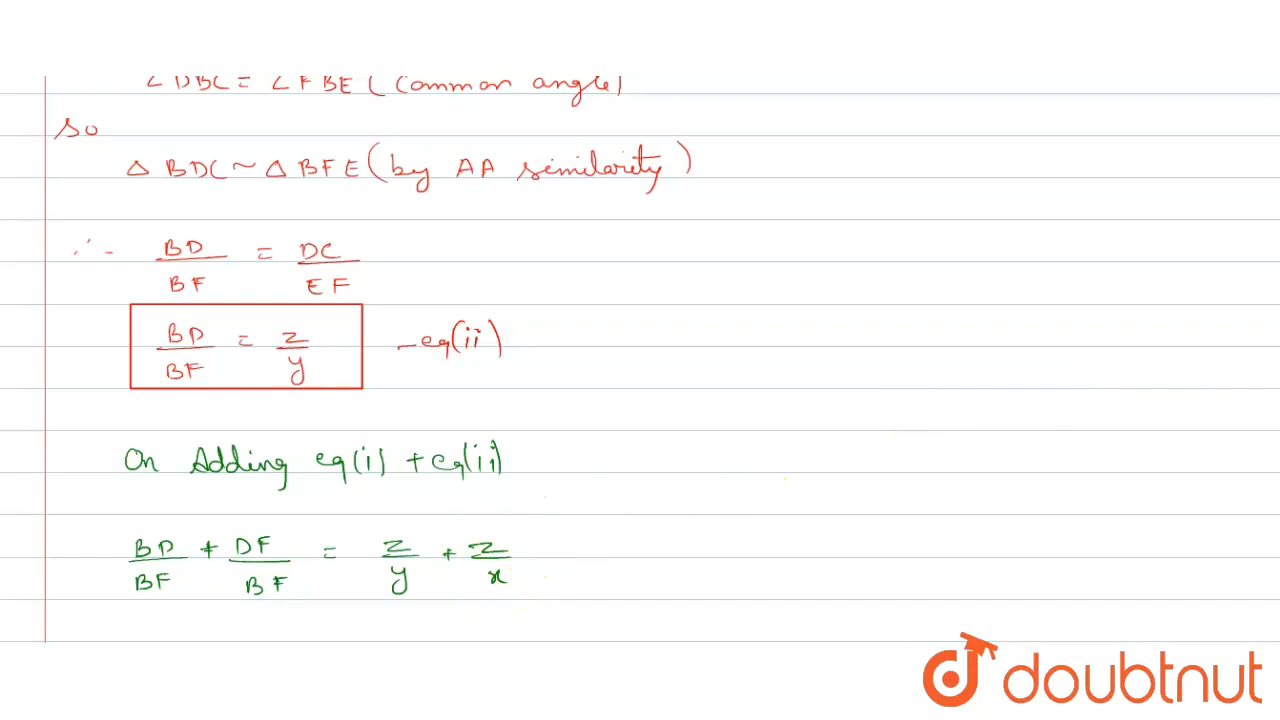 ∠DBC = ∠FBE (Common angle)
so
△ BDC ~ △ BFE (by AA similarity)
∴ BD/BF = DC/EF
BD/BF = z/y - eq(ii)
On Adding eq(i) + eq(ii)
BD/BF + DF/BF = z/y + z/x
doubtnut